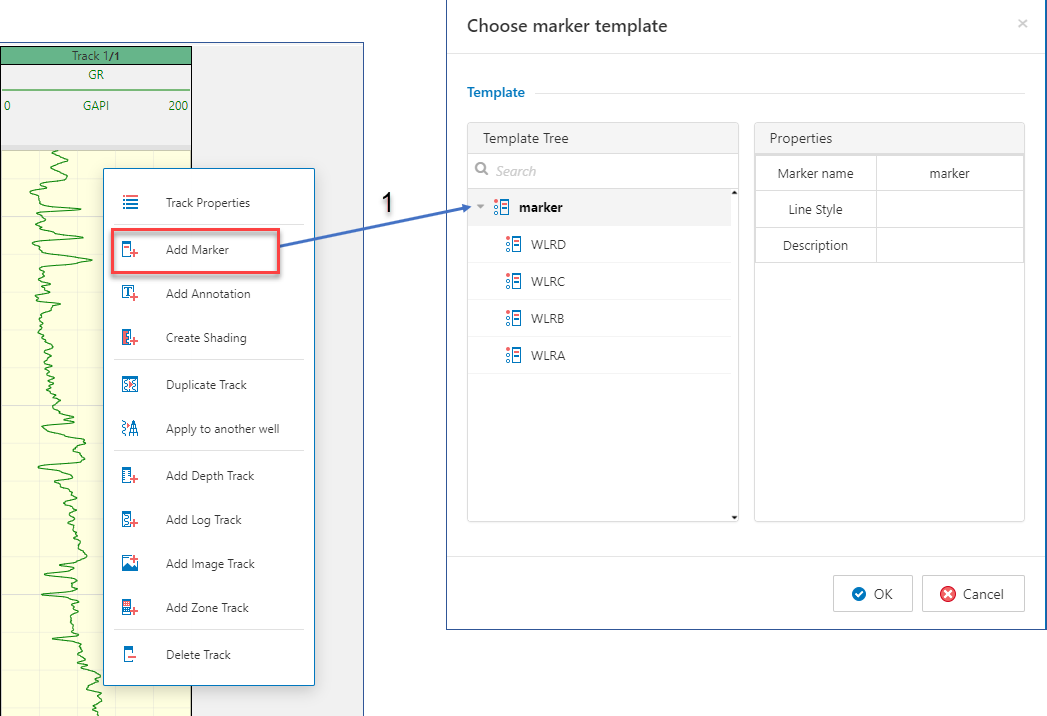 Track 1/1
GR
0 GAPI 200
Track Properties
Add Marker
Add Annotation
Create Shading
Duplicate Track
Apply to another well
Add Depth Track
Add Log Track
Add Image Track
Add Zone Track
Delete Track
1
Choose marker template
Template
Template Tree
Search
marker
WLRD
WLRC
WLRB
WLRA
Properties
Marker name marker
Line Style
Description
OK Cancel